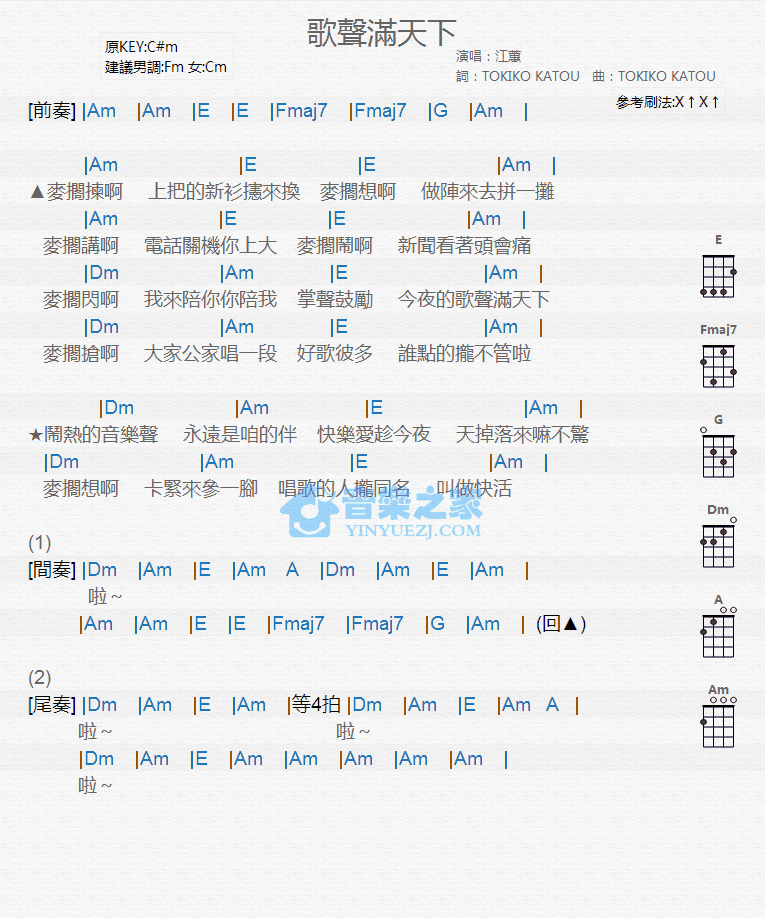 歌聲滿天下
原KEY:C#m
建議男調:Fm 女:Cm
演唱：江蕙
詞：TOKIKO KATOU 曲：TOKIKO KATOU
參考刷法:X↑X↑
[前奏] |Am |Am |E |E |Fmaj7 |Fmaj7 |G |Am |
|Am |E |E |Am |
▲麥擱揀啊 上把的新衫攇來換 麥擱想啊 做陣來去拼一攤
|Am |E |E |Am |
麥擱講啊 電話關機你上大 麥擱鬧啊 新聞看著頭會痛
|Dm |Am |E |Am |
麥擱閃啊 我來陪你你陪我 掌聲鼓勵 今夜的歌聲滿天下
|Dm |Am |E |Am |
麥擱搶啊 大家公家唱一段 好歌彼多 誰點的攏不管啦
|Dm |Am |E |Am |
★鬧熱的音樂聲 永遠是咱的伴 快樂愛趁今夜 天掉落來嘛不驚
|Dm |Am |E |Am |
麥擱想啊 卡緊來參一腳 唱歌的人攏同名 叫做快活
音樂之家
YINYUEZJ.COM
(1)
[間奏] |Dm |Am |E |Am A |Dm |Am |E |Am |
啦～
|Am |Am |E |E |Fmaj7 |Fmaj7 |G |Am | (回▲)
(2)
[尾奏] |Dm |Am |E |Am |等4拍 |Dm |Am |E |Am A |
啦～ 啦～
|Dm |Am |E |Am |Am |Am |Am |Am |
啦～
E
Fmaj7
G
Dm
A
Am